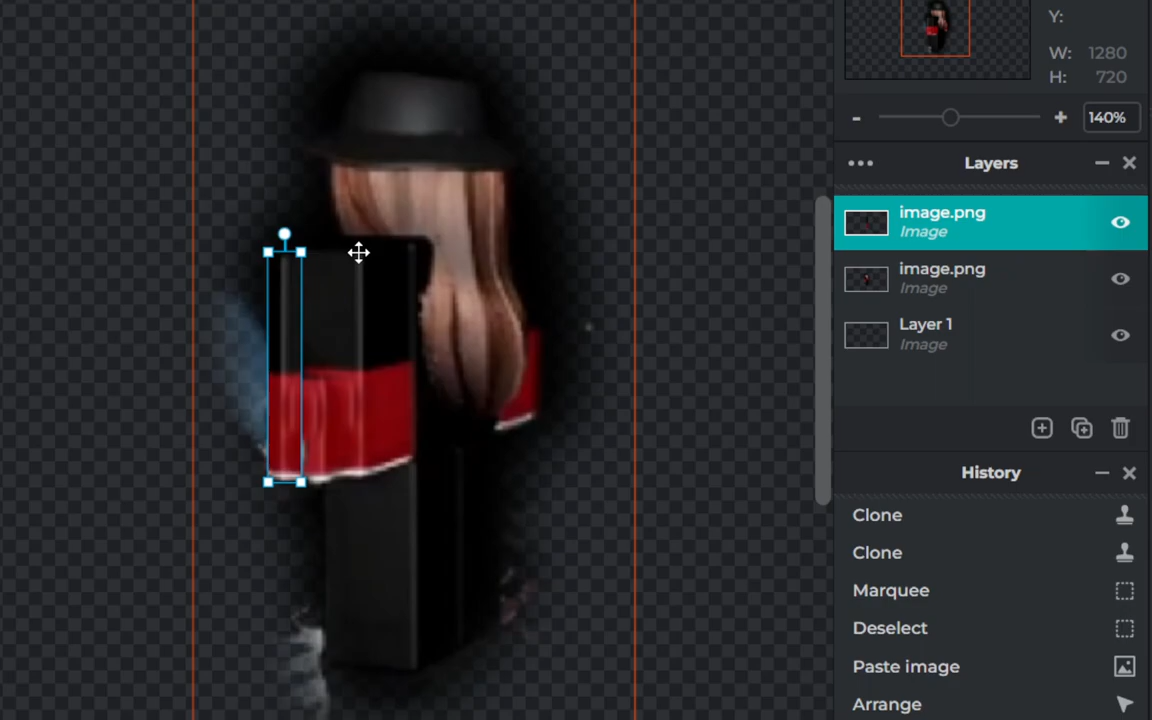 Y:
W: 1280
H: 720
- + 140%
••• Layers
image.png
Image
image.png
Image
Layer 1
Image
History
Clone
Clone
Marquee
Deselect
Paste image
Arrange